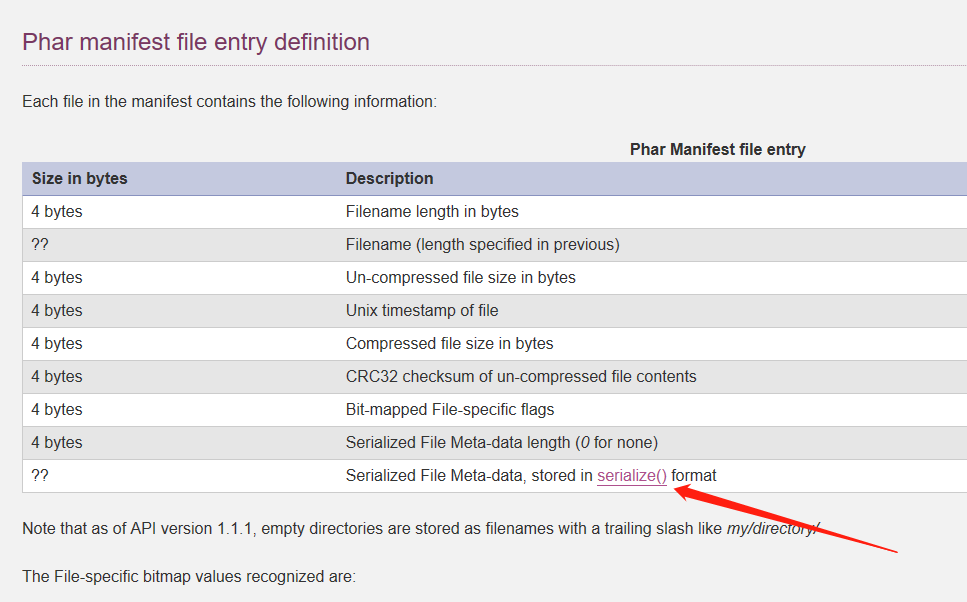 Phar manifest file entry definition
Each file in the manifest contains the following information:
Phar Manifest file entry
Size in bytes Description
4 bytes Filename length in bytes
?? Filename (length specified in previous)
4 bytes Un-compressed file size in bytes
4 bytes Unix timestamp of file
4 bytes Compressed file size in bytes
4 bytes CRC32 checksum of un-compressed file contents
4 bytes Bit-mapped File-specific flags
4 bytes Serialized File Meta-data length (0 for none)
?? Serialized File Meta-data, stored in serialize() format
Note that as of API version 1.1.1, empty directories are stored as filenames with a trailing slash like my/directory/
The File-specific bitmap values recognized are: